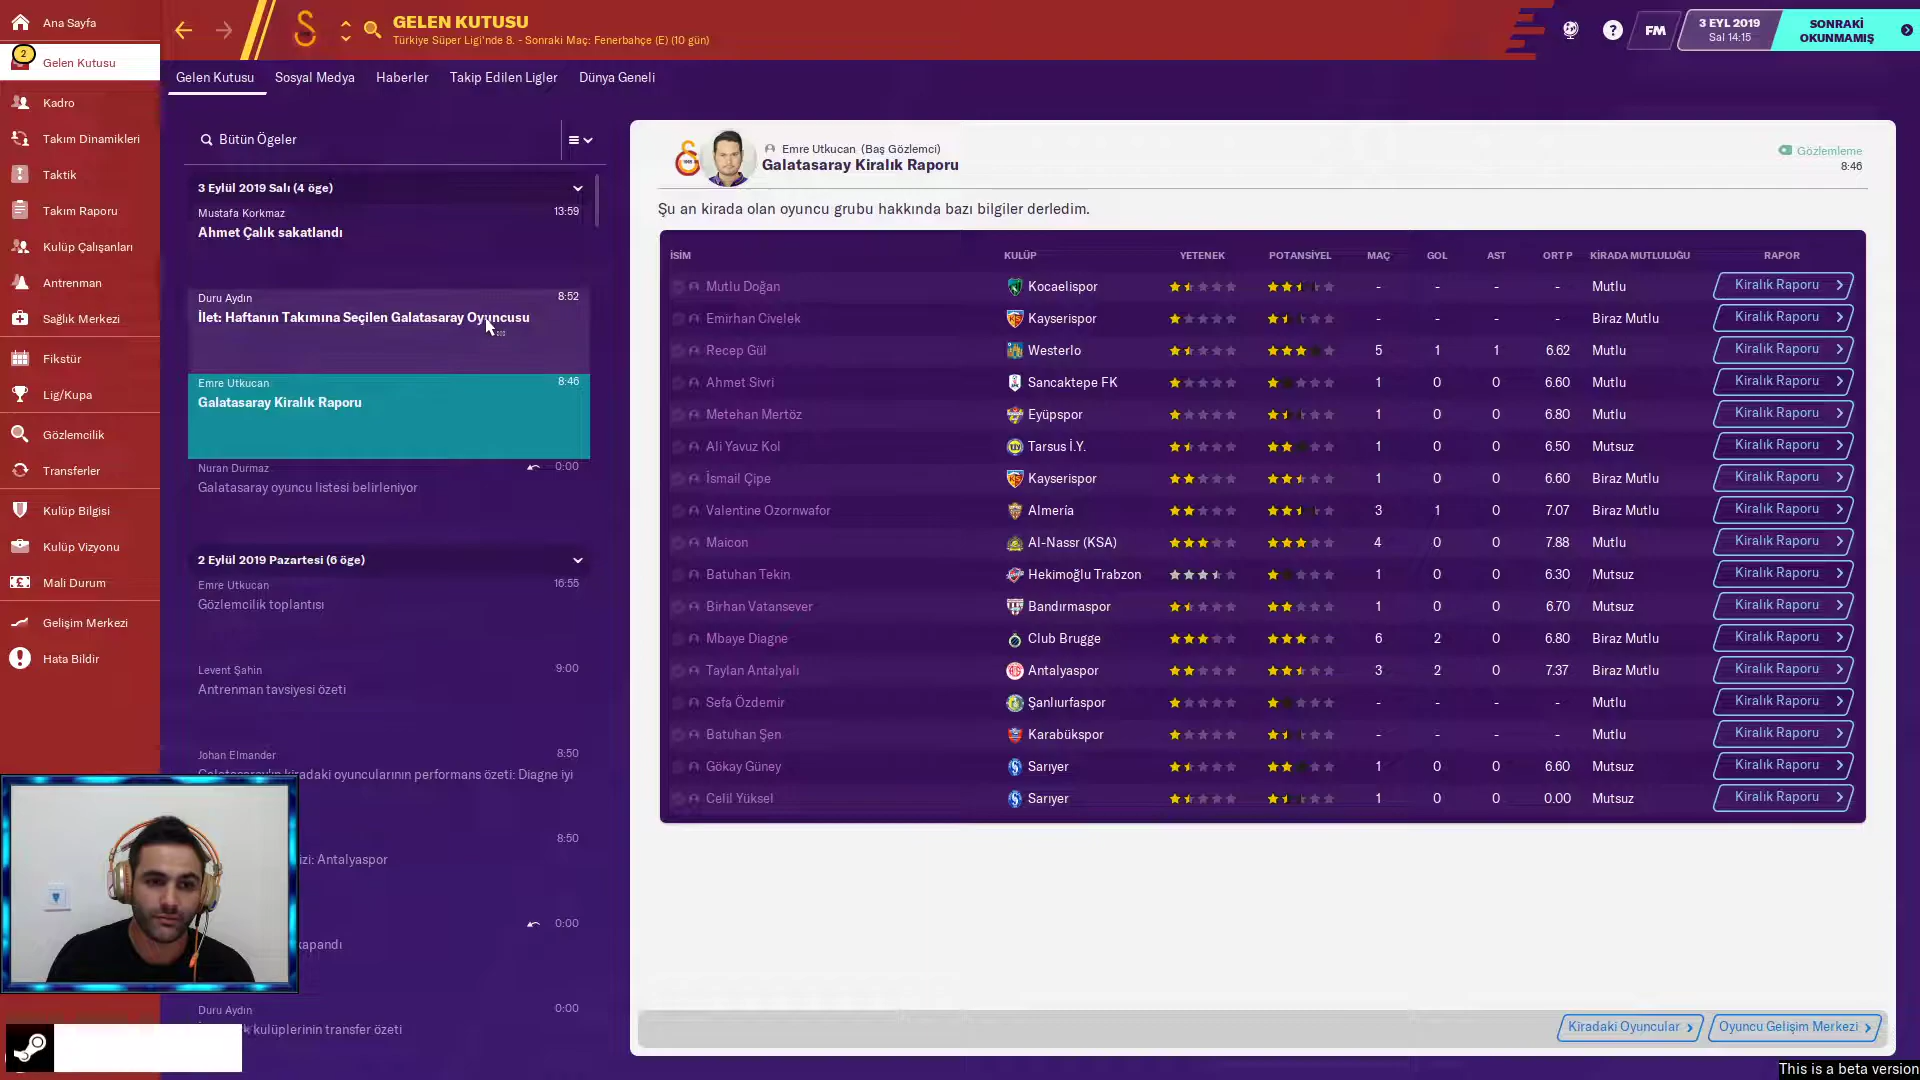 Ana Sayfa
2
Gelen Kutusu
Kadro
Takım Dinamikleri
Taktik
Takım Raporu
Kulüp Çalışanları
Antrenman
Sağlık Merkezi
Fikstür
Lig/Kupa
Gözlemcilik
Transferler
Kulüp Bilgisi
Kulüp Vizyonu
Mali Durum
Gelişim Merkezi
Hata Bildir
GELEN KUTUSU
Türkiye Süper Ligi'nde 8. - Sonraki Maç: Fenerbahçe (E) (10 gün)
? FM
3 EYL 2019
Sal 14:15
SONRAKİ
OKUNMAMIŞ
Gelen Kutusu Sosyal Medya Haberler Takip Edilen Ligler Dünya Geneli
Bütün Ögeler
3 Eylül 2019 Salı (4 öge)
Mustafa Korkmaz 13:59
Ahmet Çalık sakatlandı
Duru Aydın 8:52
İlet: Haftanın Takımına Seçilen Galatasaray Oyuncusu
Emre Utkucan 8:46
Galatasaray Kiralık Raporu
Nuran Durmaz 0:00
Galatasaray oyuncu listesi belirleniyor
2 Eylül 2019 Pazartesi (6 öge)
Emre Utkucan 16:55
Gözlemcilik toplantısı
Levent Şahin 9:00
Antrenman tavsiyesi özeti
Johan Elmander 8:50
Galatasaray'ın kiradaki oyuncularının performans özeti: Diagne iyi
8:50
izi: Antalyaspor
0:00
kapandı
Duru Aydın 0:00
kulüplerinin transfer özeti
Emre Utkucan (Baş Gözlemci)
Galatasaray Kiralık Raporu
Gözlemleme
8:46
Şu an kirada olan oyuncu grubu hakkında bazı bilgiler derledim.
İSİM KULÜP YETENEK POTANSİYEL MAÇ GOL AST ORT P KİRADA MUTLULUĞU RAPOR
Mutlu Doğan Kocaelispor - - - - Mutlu Kiralık Raporu
Emirhan Civelek Kayserispor - - - - Biraz Mutlu Kiralık Raporu
Recep Gül Westerlo 5 1 1 6.62 Mutlu Kiralık Raporu
Ahmet Sivri Sancaktepe FK 1 0 0 6.60 Mutlu Kiralık Raporu
Metehan Mertöz Eyüpspor 1 0 0 6.80 Mutlu Kiralık Raporu
Ali Yavuz Kol Tarsus İ.Y. 1 0 0 6.50 Mutsuz Kiralık Raporu
İsmail Çipe Kayserispor 1 0 0 6.60 Biraz Mutlu Kiralık Raporu
Valentine Ozornwafor Almería 3 1 0 7.07 Biraz Mutlu Kiralık Raporu
Maicon Al-Nassr (KSA) 4 0 0 7.88 Mutlu Kiralık Raporu
Batuhan Tekin Hekimoğlu Trabzon 1 0 0 6.30 Mutsuz Kiralık Raporu
Birhan Vatansever Bandırmaspor 1 0 0 6.70 Mutsuz Kiralık Raporu
Mbaye Diagne Club Brugge 6 2 0 6.80 Biraz Mutlu Kiralık Raporu
Taylan Antalyalı Antalyaspor 3 2 0 7.37 Biraz Mutlu Kiralık Raporu
Sefa Özdemir Şanlıurfaspor - - - - Mutlu Kiralık Raporu
Batuhan Şen Karabükspor - - - - Mutlu Kiralık Raporu
Gökay Güney Sarıyer 1 0 0 6.60 Mutsuz Kiralık Raporu
Celil Yüksel Sarıyer 1 0 0 0.00 Mutsuz Kiralık Raporu
Kiradaki Oyuncular Oyuncu Gelişim Merkezi
This is a beta version